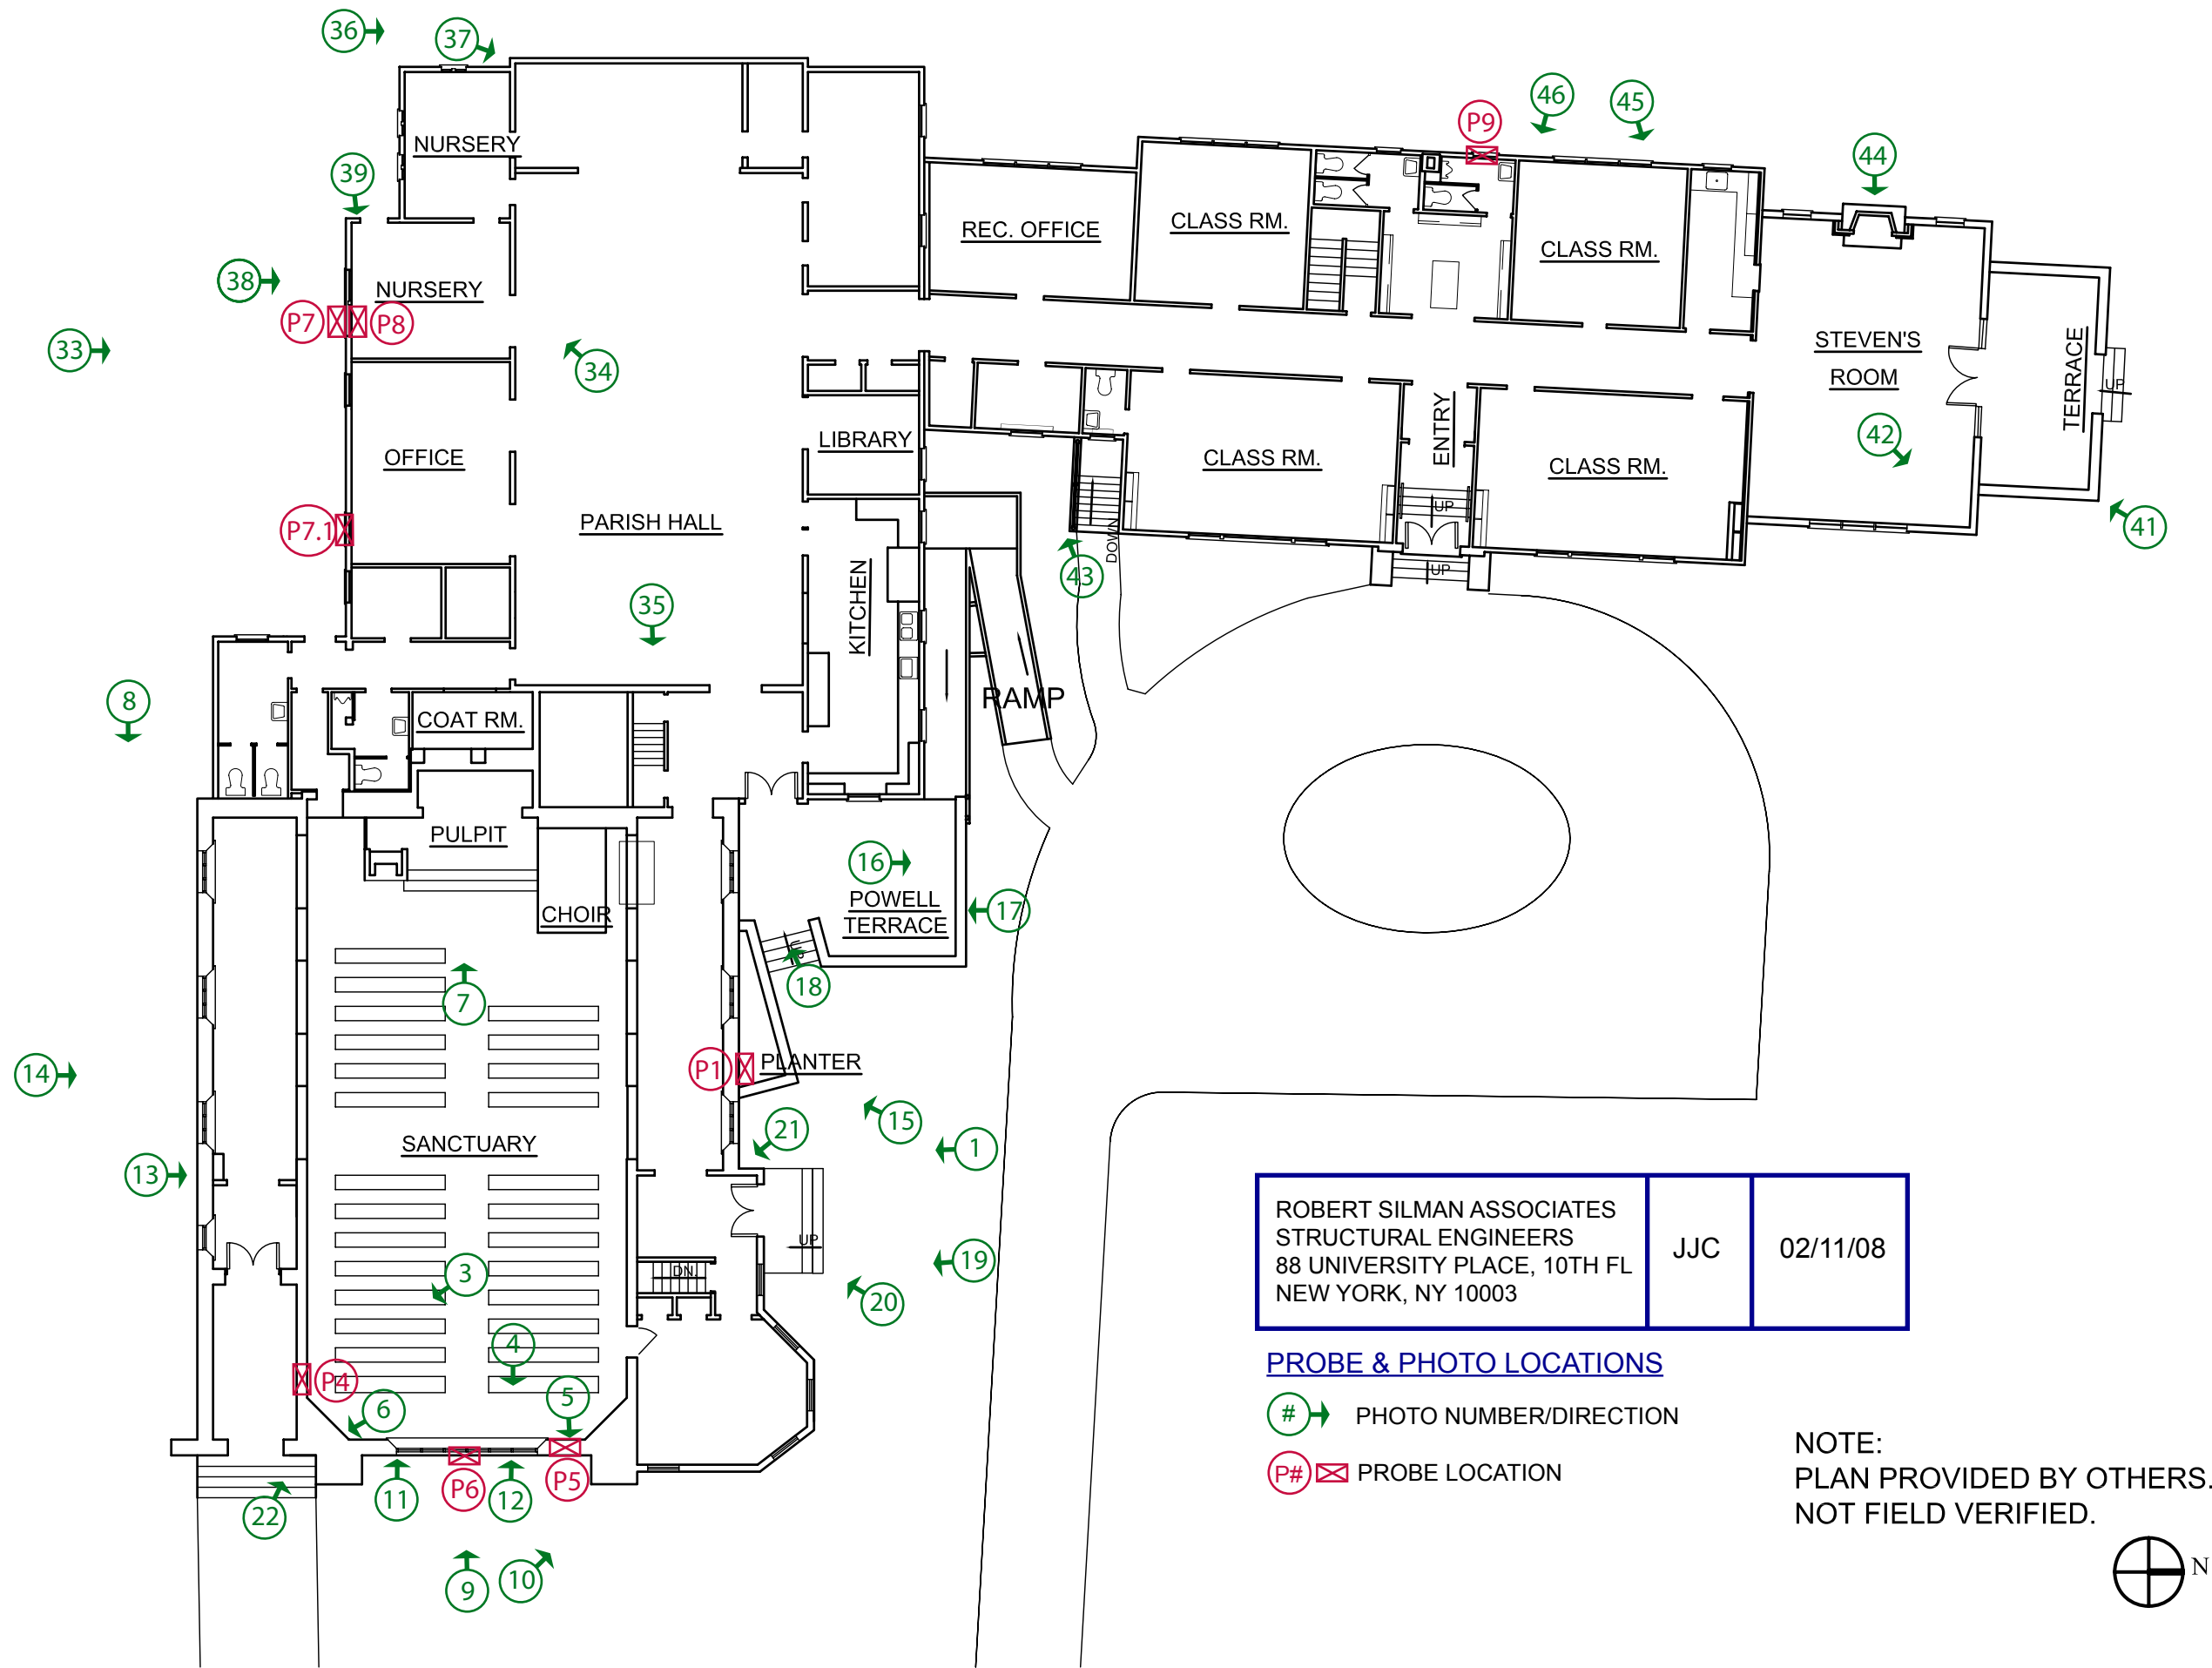 36
37
46
45
P9
NURSERY
44
39
CLASS RM.
REC. OFFICE
CLASS RM.
38
NURSERY
P7
P8
33
34
STEVEN'S
ROOM
TERRACE
UP
LIBRARY
ENTRY
42
OFFICE
CLASS RM.
CLASS RM.
UP
P7.1
PARISH HALL
DOWN
41
UP
43
KITCHEN
35
8
RAMP
COAT RM.
PULPIT
16
POWELL
TERRACE
CHOIR
17
UP
18
7
P1
PLANTER
14
15
21
1
SANCTUARY
13
UP
19
3
DN.
20
4
P4
5
6
11
P6
12
P5
22
9
10
ROBERT SILMAN ASSOCIATES
STRUCTURAL ENGINEERS
88 UNIVERSITY PLACE, 10TH FL
NEW YORK, NY 10003
JJC
02/11/08
PROBE & PHOTO LOCATIONS
# PHOTO NUMBER/DIRECTION
P# PROBE LOCATION
NOTE:
PLAN PROVIDED BY OTHERS.
NOT FIELD VERIFIED.
N